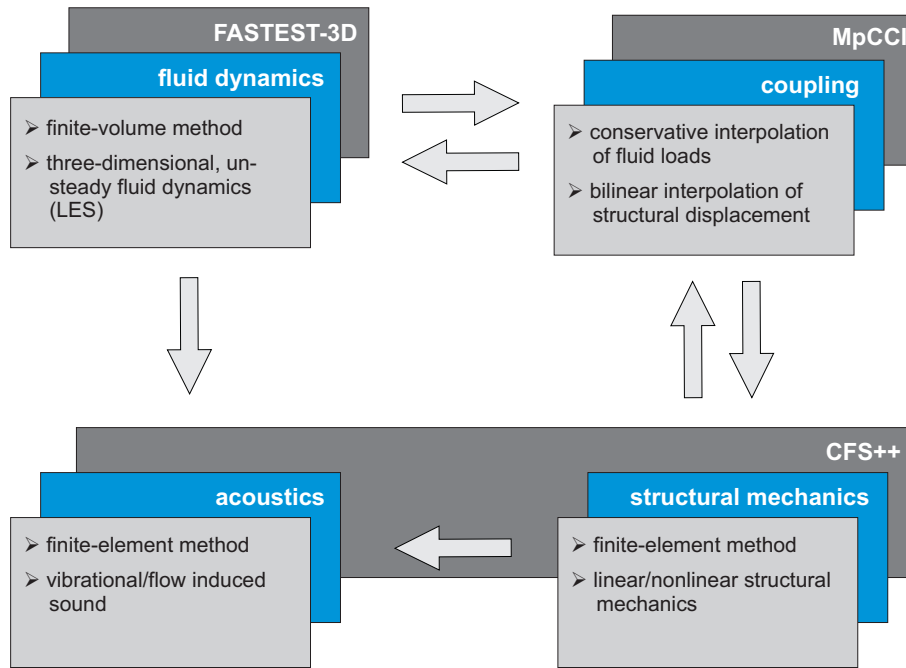 FASTEST-3D
fluid dynamics
➢ finite-volume method
➢ three-dimensional, un-
steady fluid dynamics
(LES)
MpCCI
coupling
➢ conservative interpolation
of fluid loads
➢ bilinear interpolation of
structural displacement
CFS++
acoustics
➢ finite-element method
➢ vibrational/flow induced
sound
structural mechanics
➢ finite-element method
➢ linear/nonlinear structural
mechanics